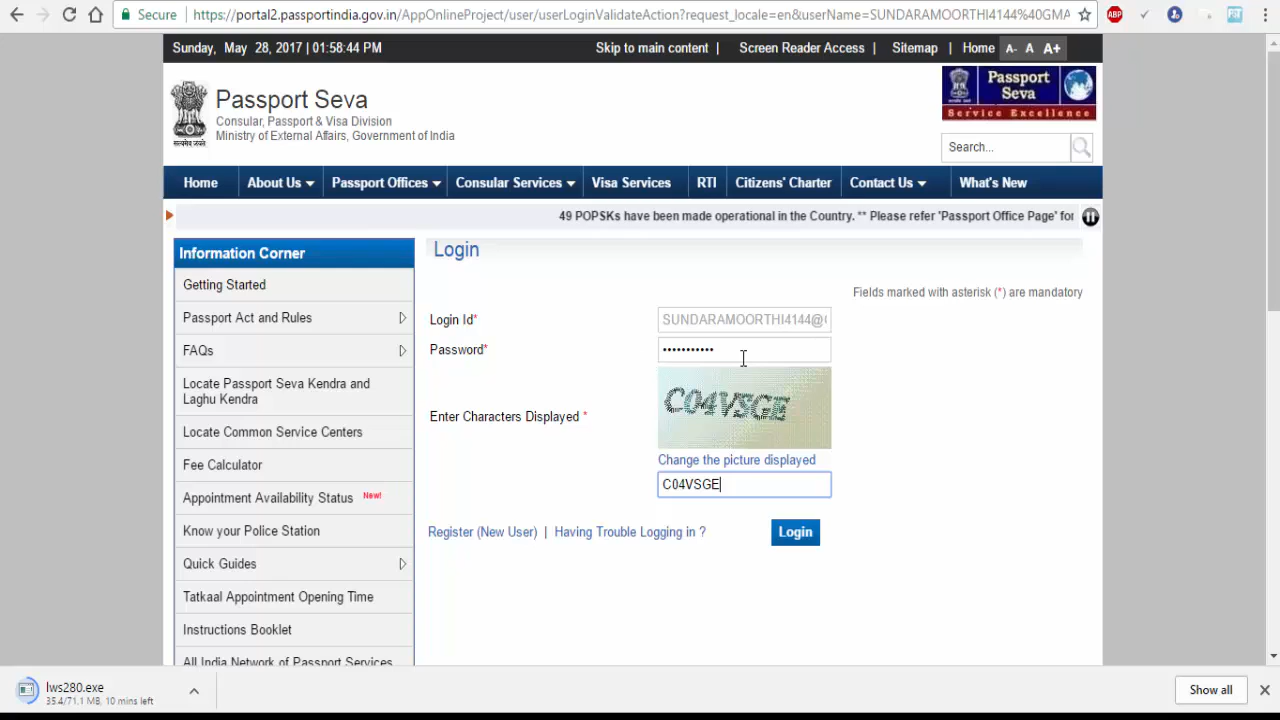 Secure https://portal2.passportindia.gov.in/AppOnlineProject/user/userLoginValidateAction?request_locale=en&userName=SUNDARAMOORTHI4144%40GMA
ABP
Sunday, May 28, 2017 | 01:58:44 PM Skip to main content | Screen Reader Access | Sitemap | Home A- A A+
Passport Seva
Consular, Passport & Visa Division
Ministry of External Affairs, Government of India
सत्यमेव जयते
Passport
Seva
Service Excellence
Search...
Home About Us Passport Offices Consular Services Visa Services RTI Citizens' Charter Contact Us What's New
49 POPSKs have been made operational in the Country. ** Please refer 'Passport Office Page' for
Information Corner
Getting Started
Passport Act and Rules
FAQs
Locate Passport Seva Kendra and
Laghu Kendra
Locate Common Service Centers
Fee Calculator
Appointment Availability Status New!
Know your Police Station
Quick Guides
Tatkaal Appointment Opening Time
Instructions Booklet
All India Network of Passport Services
Login
Fields marked with asterisk (*) are mandatory
Login Id* SUNDARAMOORTHI4144@
Password* •••••••••••
C04VSGE
Enter Characters Displayed *
Change the picture displayed
C04VSGE
Register (New User) | Having Trouble Logging in ? Login
lws280.exe
35.4/71.1 MB, 10 mins left
Show all